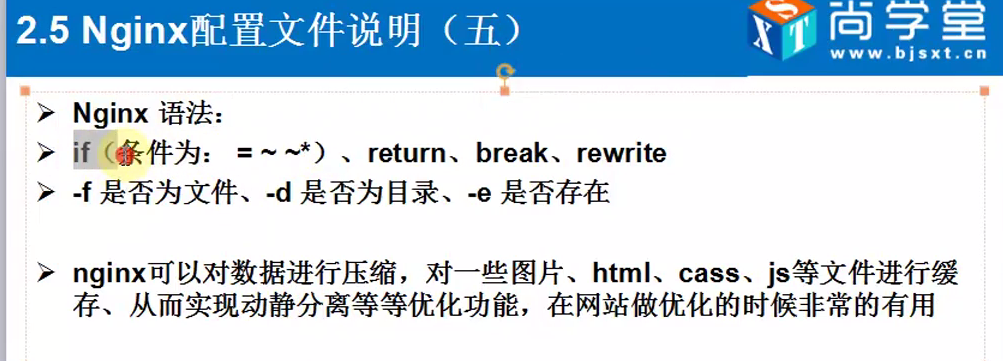 2.5 Nginx配置文件说明（五）
XST 尚学堂
www.bjsxt.cn
Nginx 语法：
if（条件为： = ~ ~*）、return、break、rewrite
-f 是否为文件、-d 是否为目录、-e 是否存在
nginx可以对数据进行压缩，对一些图片、html、cass、js等文件进行缓
存、从而实现动静分离等等优化功能，在网站做优化的时候非常的有用